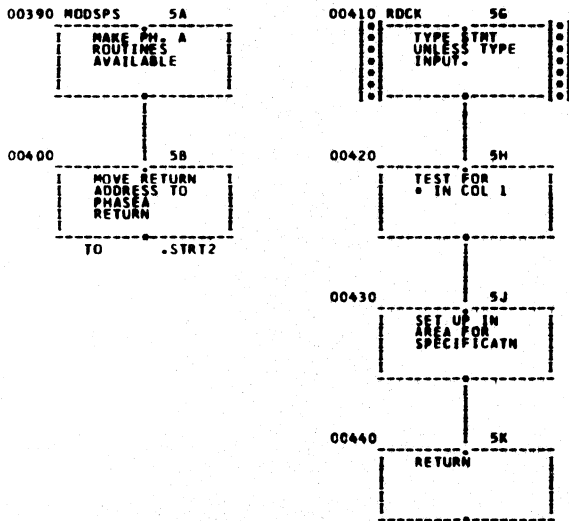 00390 MODSPS 5A
MAKE PH. A
ROUTINES
AVAILABLE
00400 5B
MOVE RETURN
ADDRESS TO
PHASEA
RETURN
TO .STRT2
00410 RDCK 5G
TYPE STMT
UNLESS TYPE
INPUT.
00420 5H
TEST FOR
* IN COL 1
00430 5J
SET UP IN
AREA FOR
SPECIFICATN
00440 5K
RETURN